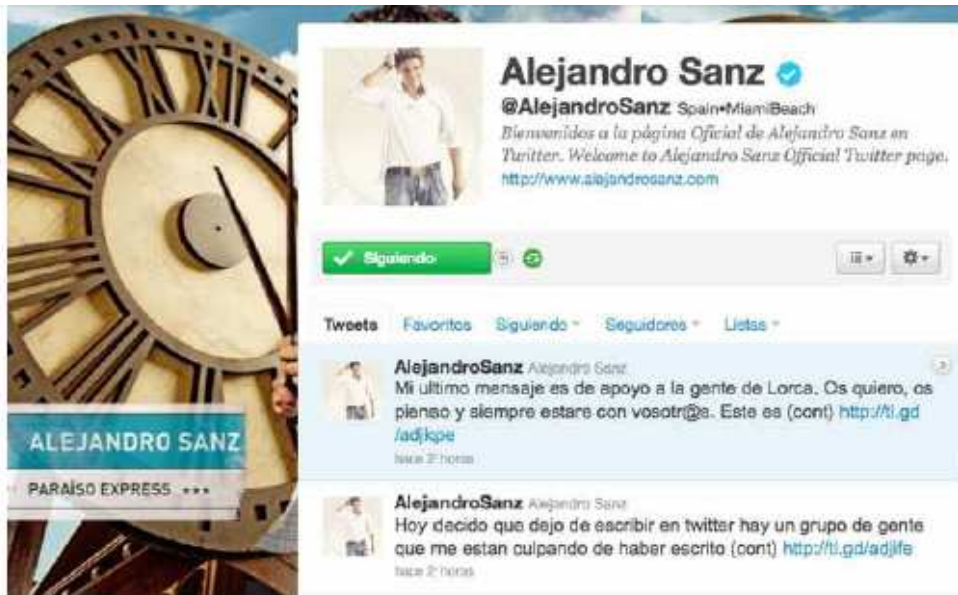 Alejandro Sanz
@AlejandroSanz Spain•MiamiBeach
Bienvenidos a la página Oficial de Alejandro Sanz en
Twitter. Welcome to Alejandro Sanz Official Twitter page.
http://www.alejandrosanz.com
Siguiendo
Tweets Favoritos Siguiendo Seguidores Listas
AlejandroSanz Alejandro Sanz
Mi ultimo mensaje es de apoyo a la gente de Lorca. Os quiero, os
pienso y siempre estare con vosotr@s. Este es (cont) http://tl.gd
/adjkpe
hace 2 horas
AlejandroSanz Alejandro Sanz
Hoy decido que dejo de escribir en twitter hay un grupo de gente
que me estan culpando de haber escrito (cont) http://tl.gd/adjlfe
hace 2 horas
ALEJANDRO SANZ
PARAÍSO EXPRESS